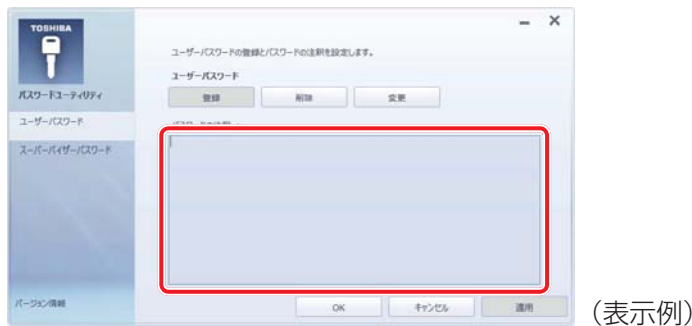 TOSHIBA
パスワードユーティリティ
ユーザーパスワード
スーパーバイザーパスワード
バージョン情報
ユーザーパスワードの登録とパスワードの注釈を設定します。
ユーザーパスワード
登録 削除 変更
OK キャンセル 適用
（表示例）